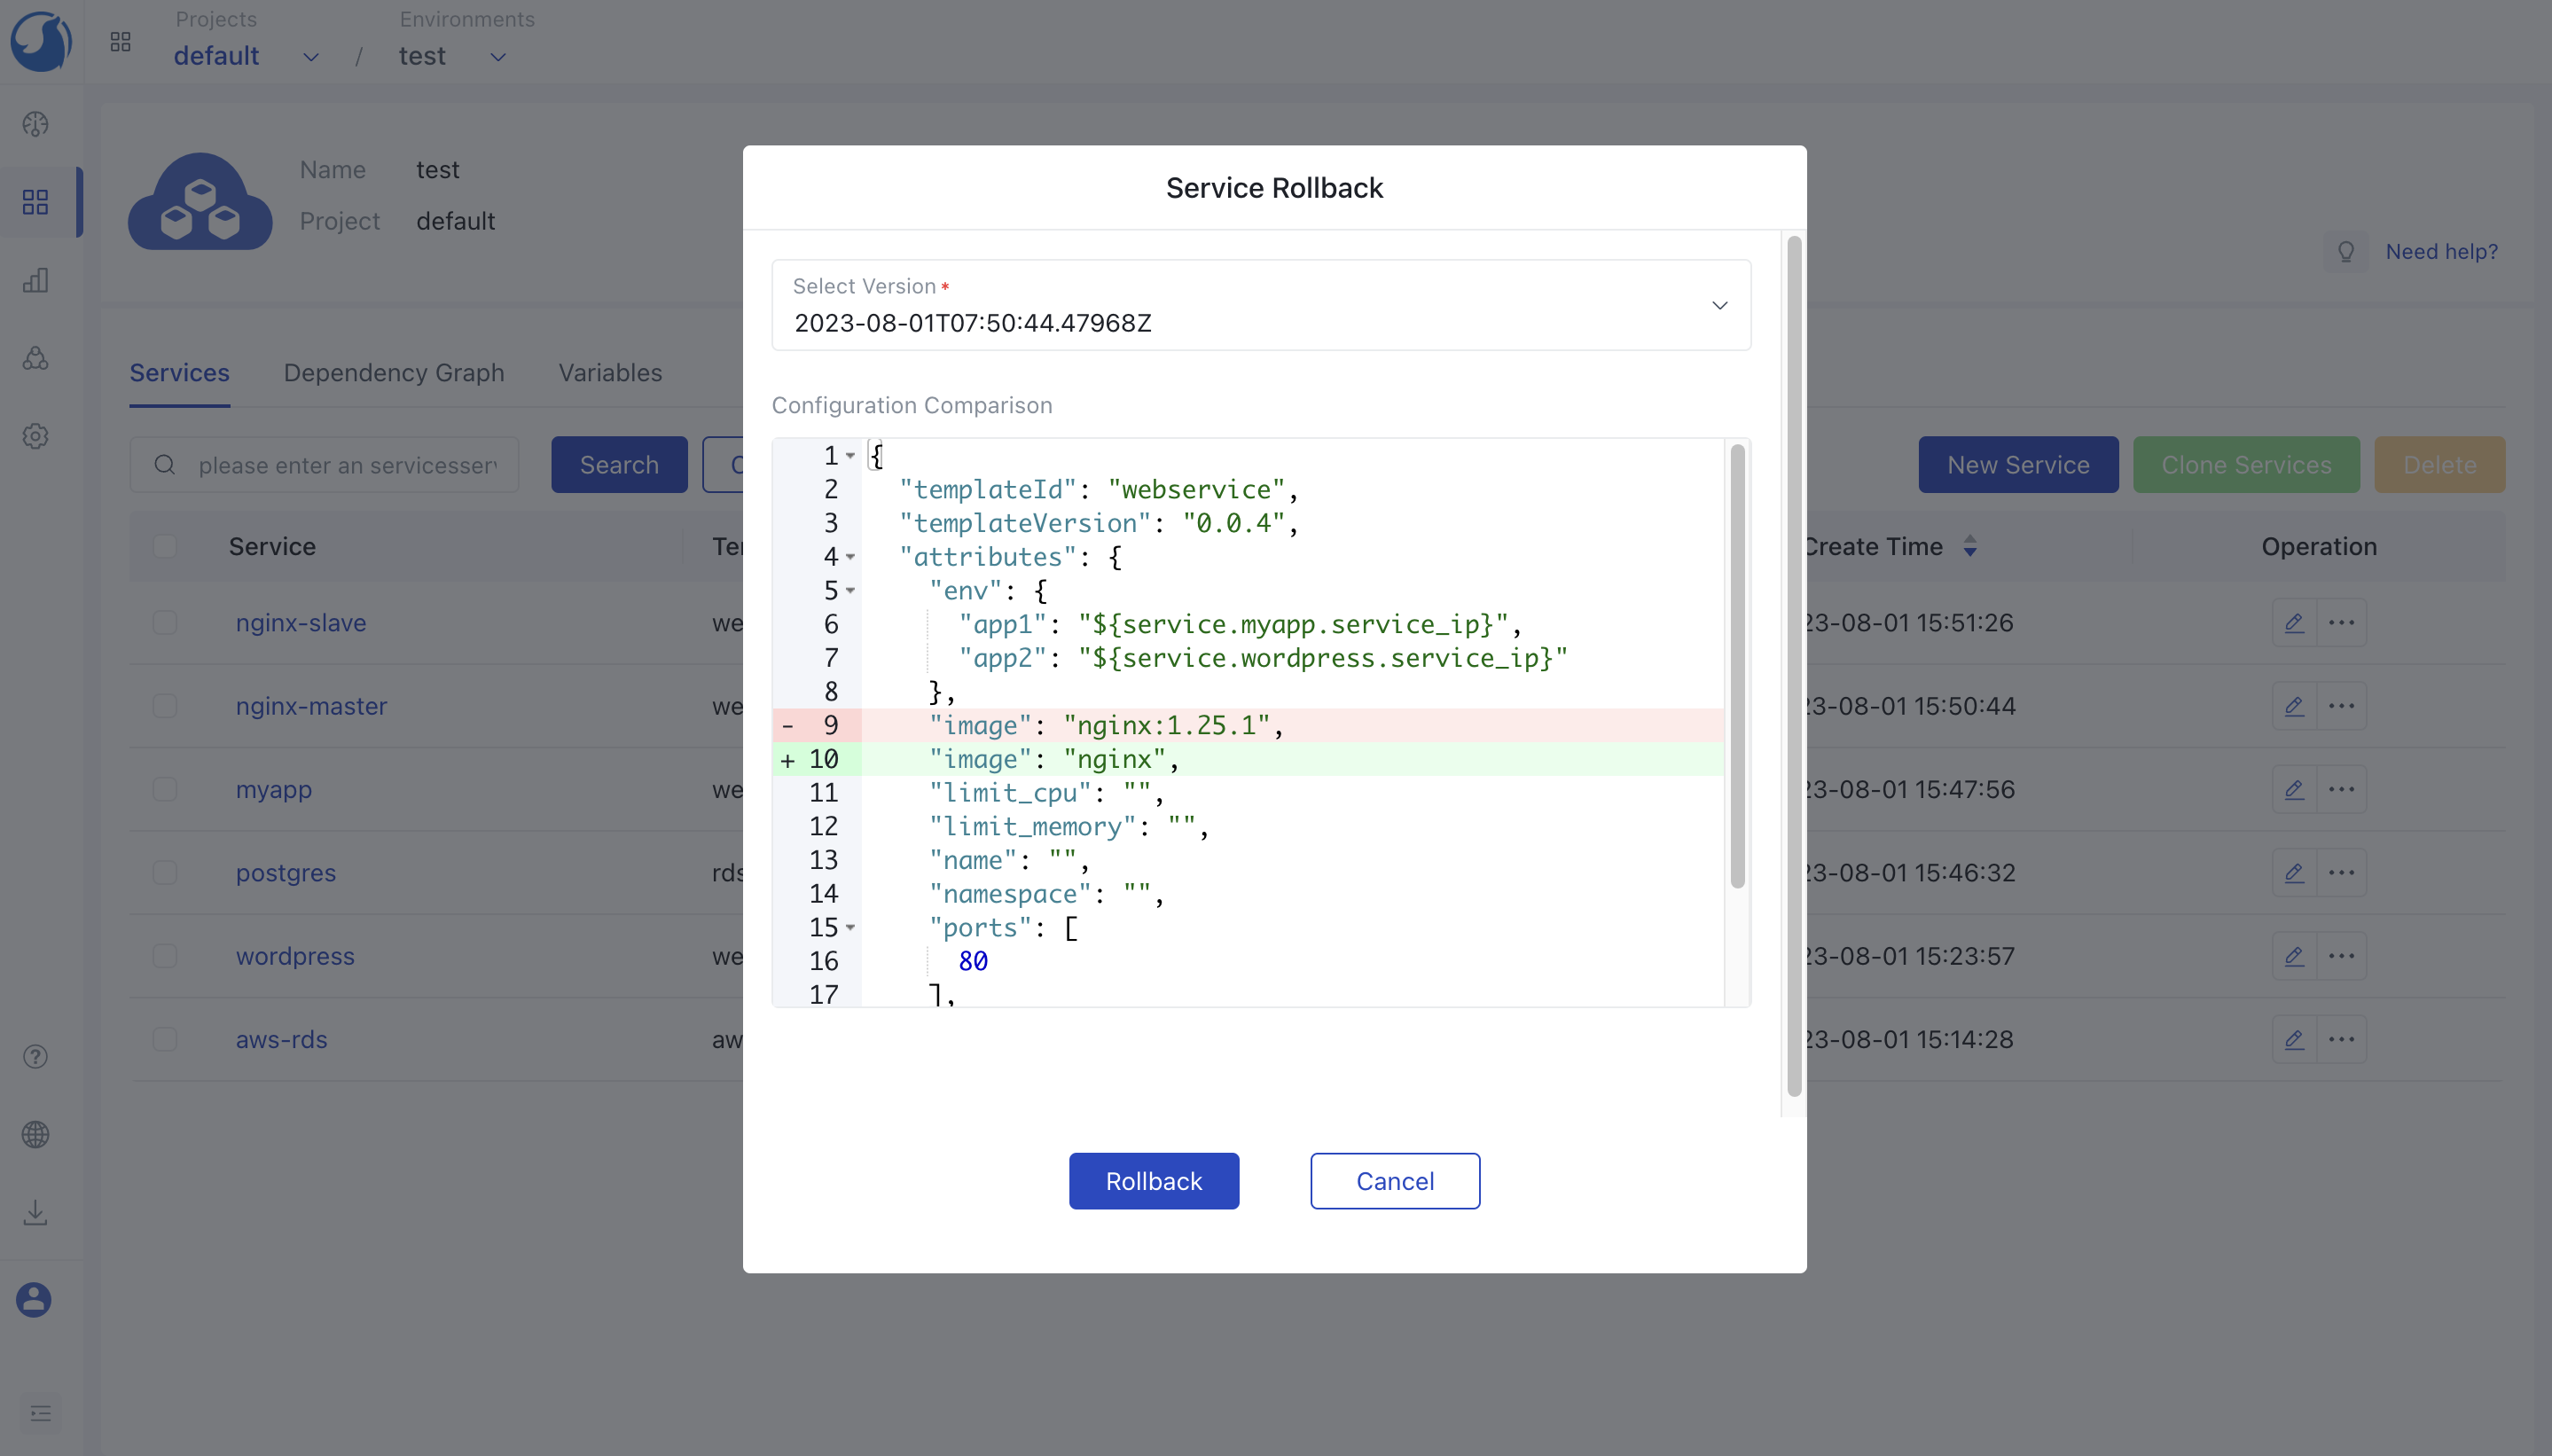 Projects
Environments
default
/
test
Name
test
Project
default
Need help?
Services
Dependency Graph
Variables
please enter an servicesser
Search
New Service
Clone Services
Delete
Service
Create Time
Operation
nginx-slave
23-08-01 15:51:26
nginx-master
23-08-01 15:50:44
myapp
23-08-01 15:47:56
postgres
rds
23-08-01 15:46:32
wordpress
23-08-01 15:23:57
aws-rds
23-08-01 15:14:28
Service Rollback
Select Version *
2023-08-01T07:50:44.47968Z
Configuration Comparison
1 {
2 "templateId": "webservice",
3 "templateVersion": "0.0.4",
4 "attributes": {
5 "env": {
6 "app1": "${service.myapp.service_ip}",
7 "app2": "${service.wordpress.service_ip}"
8 },
- 9 "image": "nginx:1.25.1",
+ 10 "image": "nginx",
11 "limit_cpu": "",
12 "limit_memory": "",
13 "name": "",
14 "namespace": "",
15 "ports": [
16 80
17 ],
Rollback
Cancel